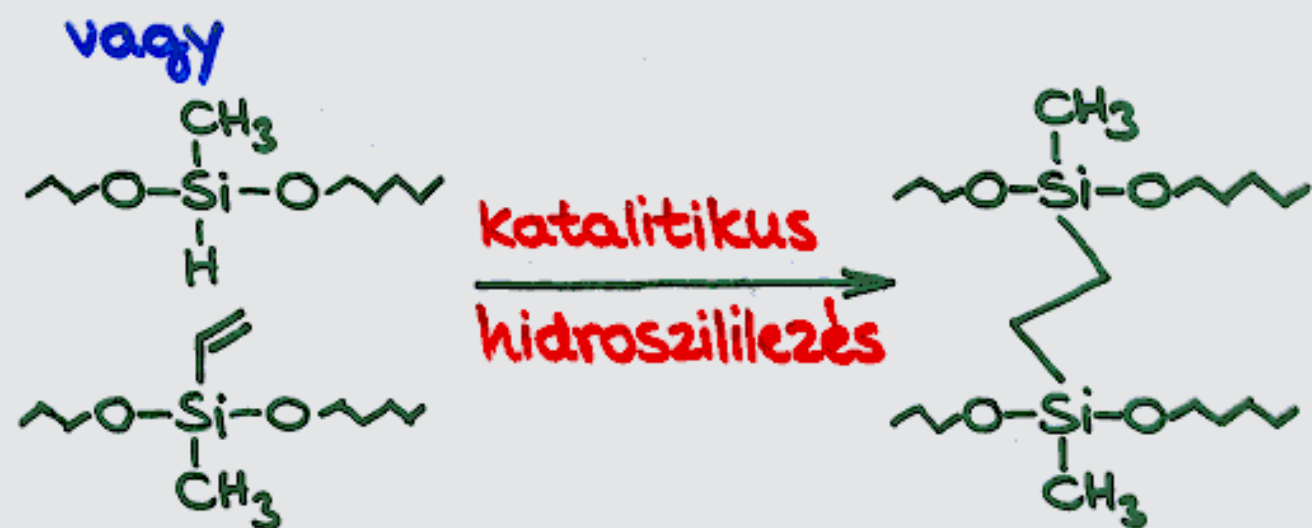 vagy
CH3 CH3
O-Si-O O-Si-O
H
katalitikus
hidroszililezés
O-Si-O O-Si-O
CH3 CH3